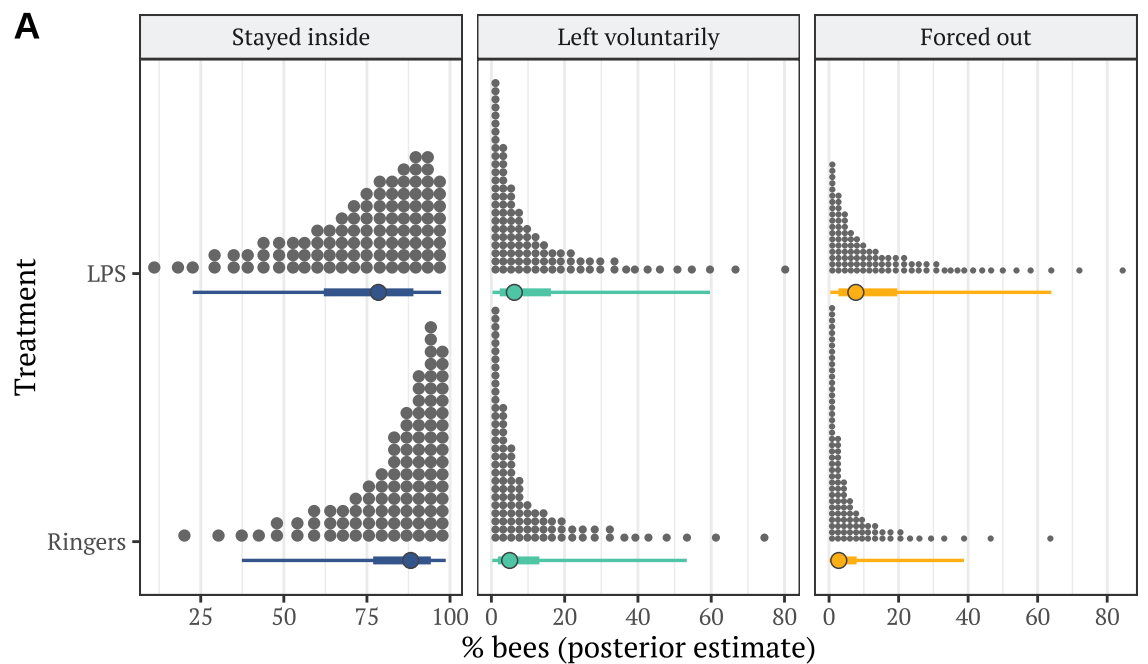 A
Stayed inside
Left voluntarily
Forced out
Treatment
LPS
Ringers
25 50 75 100
0 20 40 60 80
0 20 40 60 80
% bees (posterior estimate)